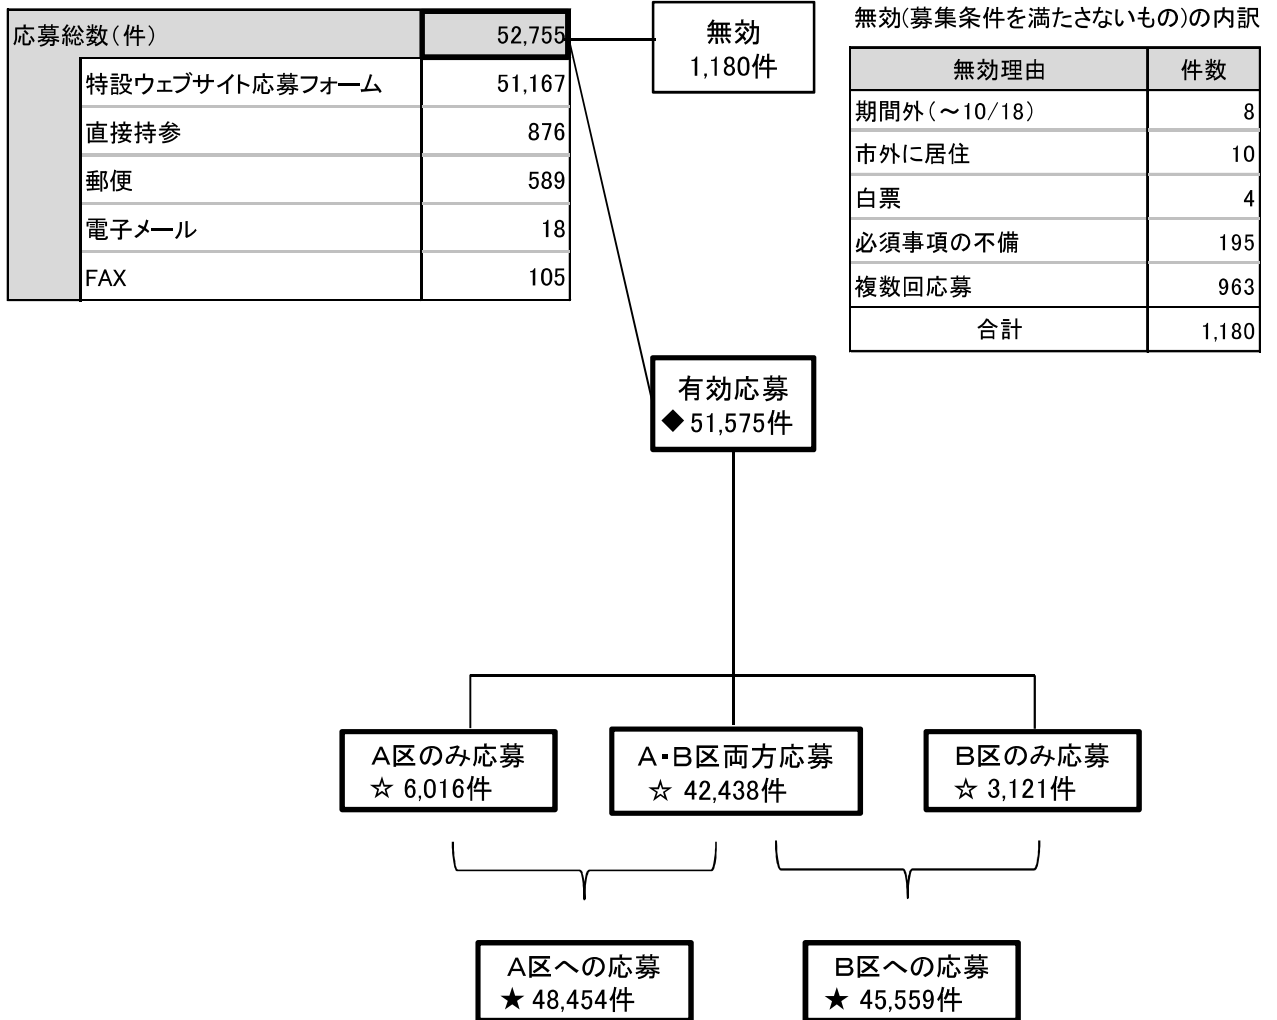 応募総数(件) 52,755
特設ウェブサイト応募フォーム 51,167
直接持参 876
郵便 589
電子メール 18
FAX 105
無効
1,180件
無効(募集条件を満たさないもの)の内訳
無効理由 件数
期間外(～10/18) 8
市外に居住 10
白票 4
必須事項の不備 195
複数回応募 963
合計 1,180
有効応募
◆ 51,575件
A区のみ応募
☆ 6,016件
A・B区両方応募
☆ 42,438件
B区のみ応募
☆ 3,121件
A区への応募
★ 48,454件
B区への応募
★ 45,559件